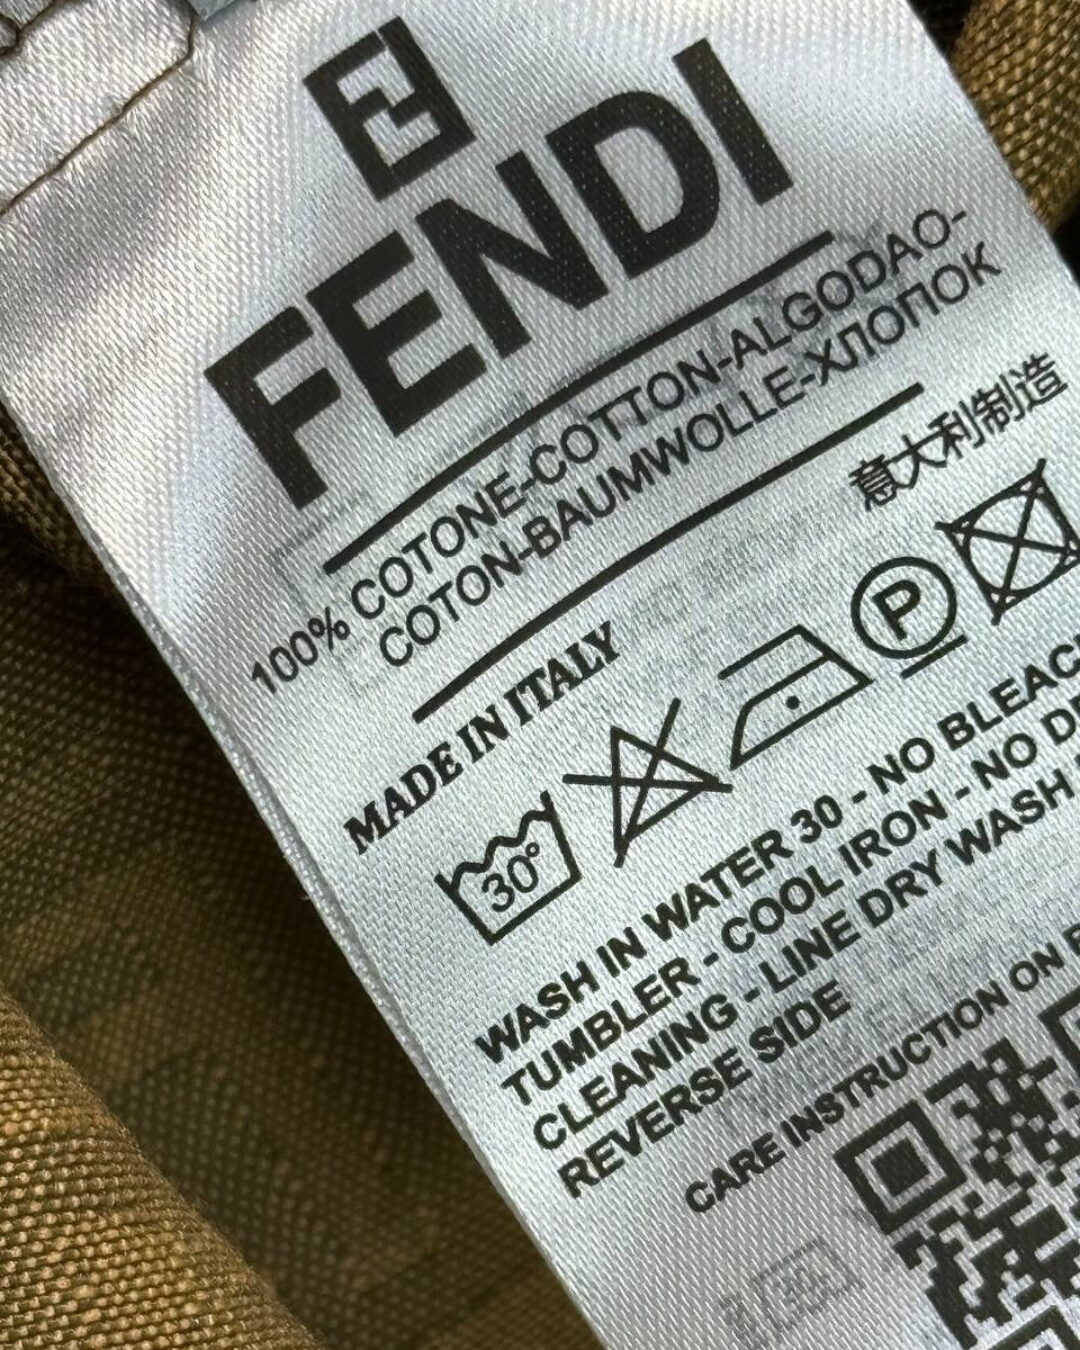 FENDI
100% COTONE-COTTON-ALGODAO-
COTON-BAUMWOLLE-ХЛОПОК
MADE IN ITALY
意大利制造
30°
P
WASH IN WATER 30 - NO BLEAC
TUMBLER - COOL IRON - NO D
CLEANING - LINE DRY WASH
REVERSE SIDE
CARE INSTRUCTION ON